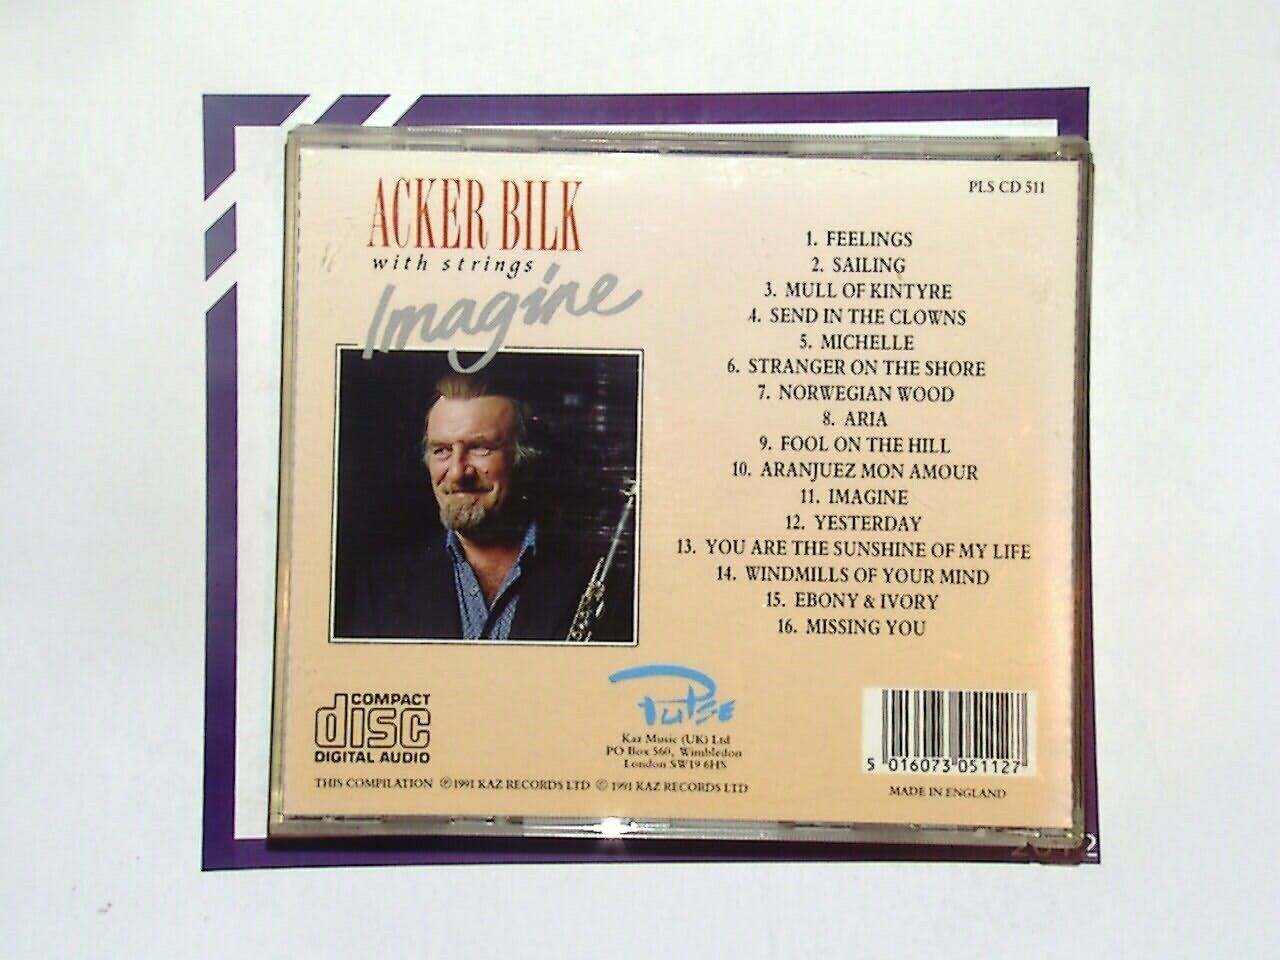 ACKER BILK
with strings
Imagine
PLS CD 511
1. FEELINGS
2. SAILING
3. MULL OF KINTYRE
4. SEND IN THE CLOWNS
5. MICHELLE
6. STRANGER ON THE SHORE
7. NORWEGIAN WOOD
8. ARIA
9. FOOL ON THE HILL
10. ARANJUEZ MON AMOUR
11. IMAGINE
12. YESTERDAY
13. YOU ARE THE SUNSHINE OF MY LIFE
14. WINDMILLS OF YOUR MIND
15. EBONY & IVORY
16. MISSING YOU
COMPACT
disc
DIGITAL AUDIO
Pulse
Kaz Music (UK) Ltd
PO Box 560, Wimbledon
London SW19 6HS
THIS COMPILATION ℗1991 KAZ RECORDS LTD © 1991 KAZ RECORDS LTD
5 016073 051127
MADE IN ENGLAND